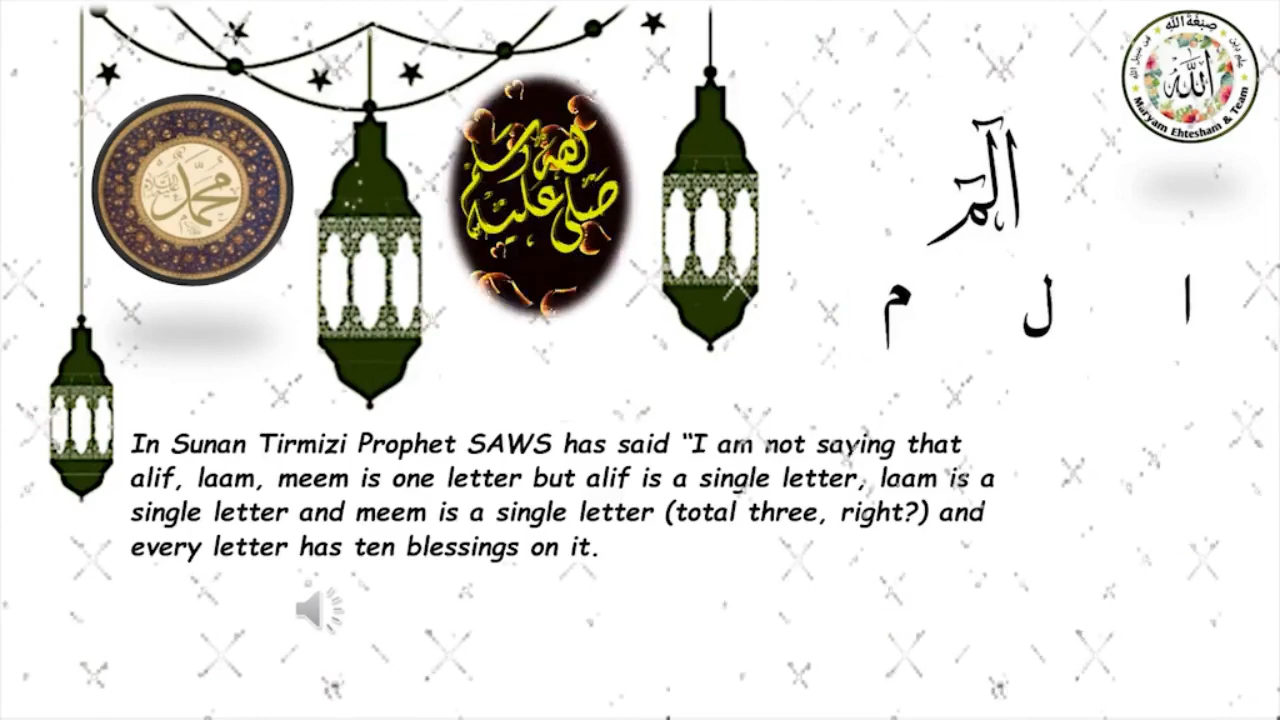 صِبْغَةَ اللَّهِ
اللَّه
Maryam Ehtesham & Team
محمد
صلى الله عليه وسلم
الٓمٓ
ا ل م
In Sunan Tirmizi Prophet SAWS has said “I am not saying that
alif, laam, meem is one letter but alif is a single letter, laam is a
single letter and meem is a single letter (total three, right?) and
every letter has ten blessings on it.